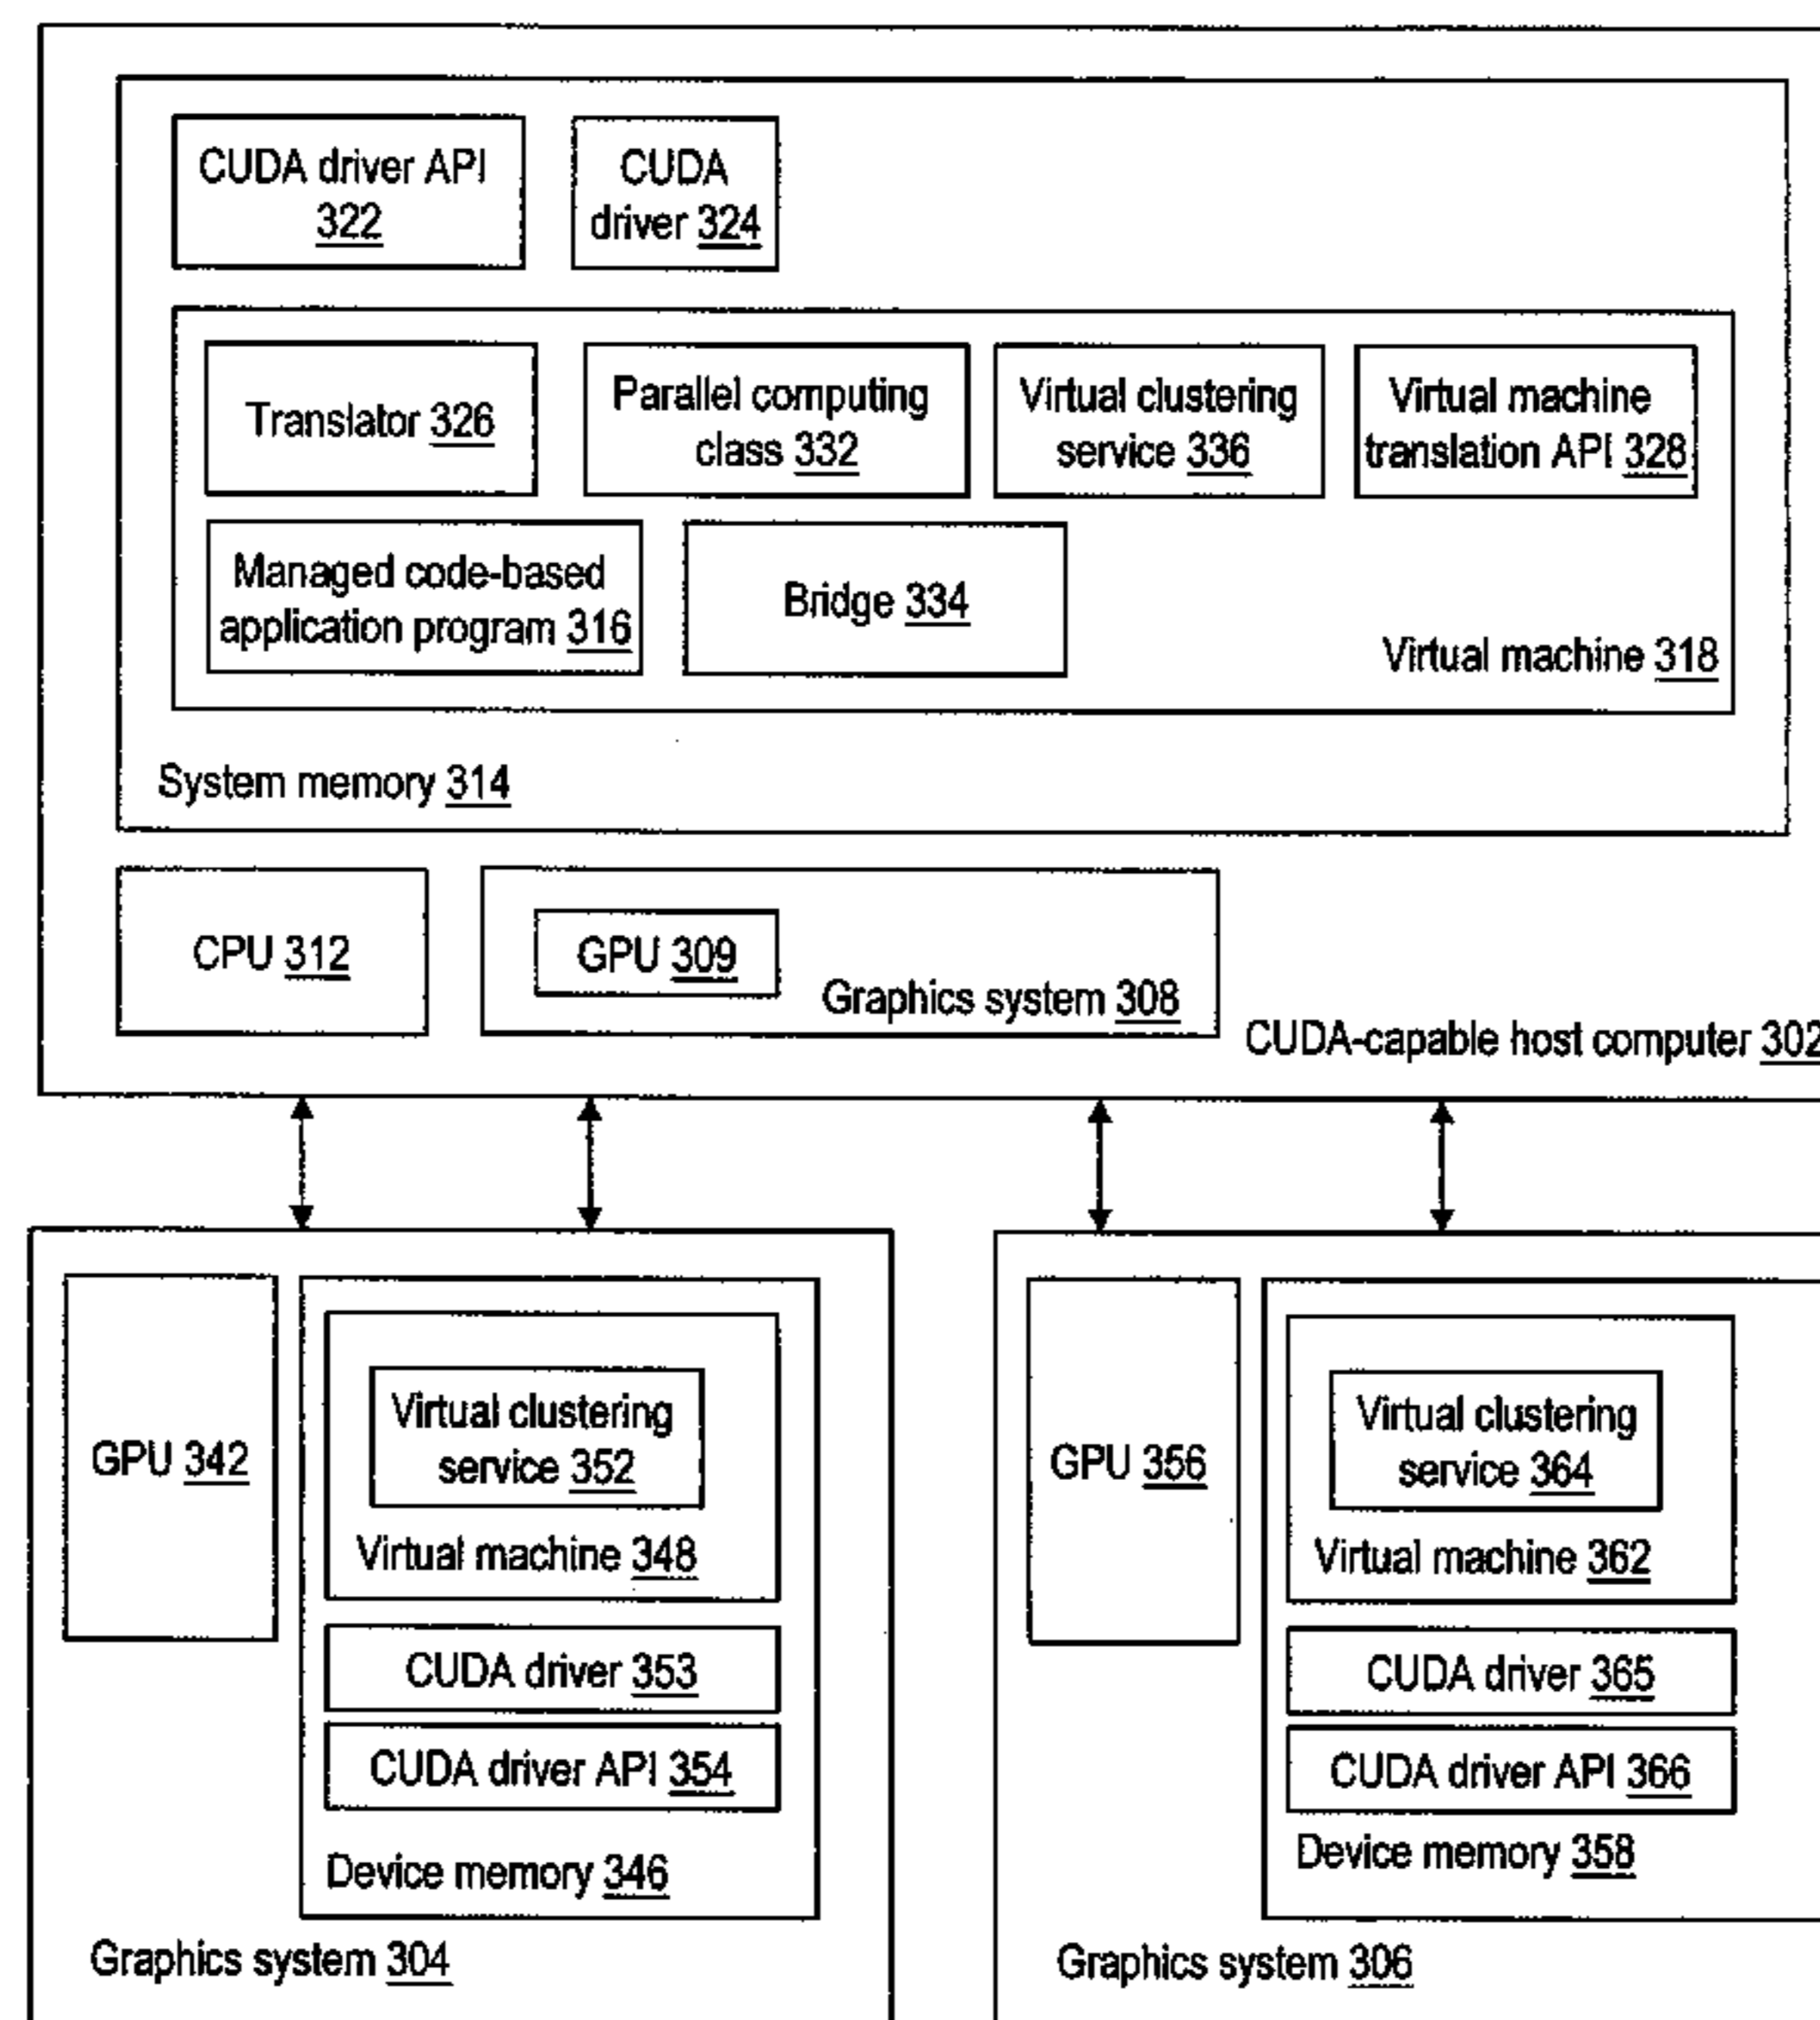 CUDA driver API
322
CUDA
driver 324
Translator 326
Parallel computing
class 332
Virtual clustering
service 336
Virtual machine
translation API 328
Managed code-based
application program 316
Bridge 334
Virtual machine 318
System memory 314
CPU 312
GPU 309
Graphics system 308
CUDA-capable host computer 302
GPU 342
Virtual clustering
service 352
Virtual machine 348
CUDA driver 353
CUDA driver API 354
Device memory 346
Graphics system 304
GPU 356
Virtual clustering
service 364
Virtual machine 362
CUDA driver 365
CUDA driver API 366
Device memory 358
Graphics system 306